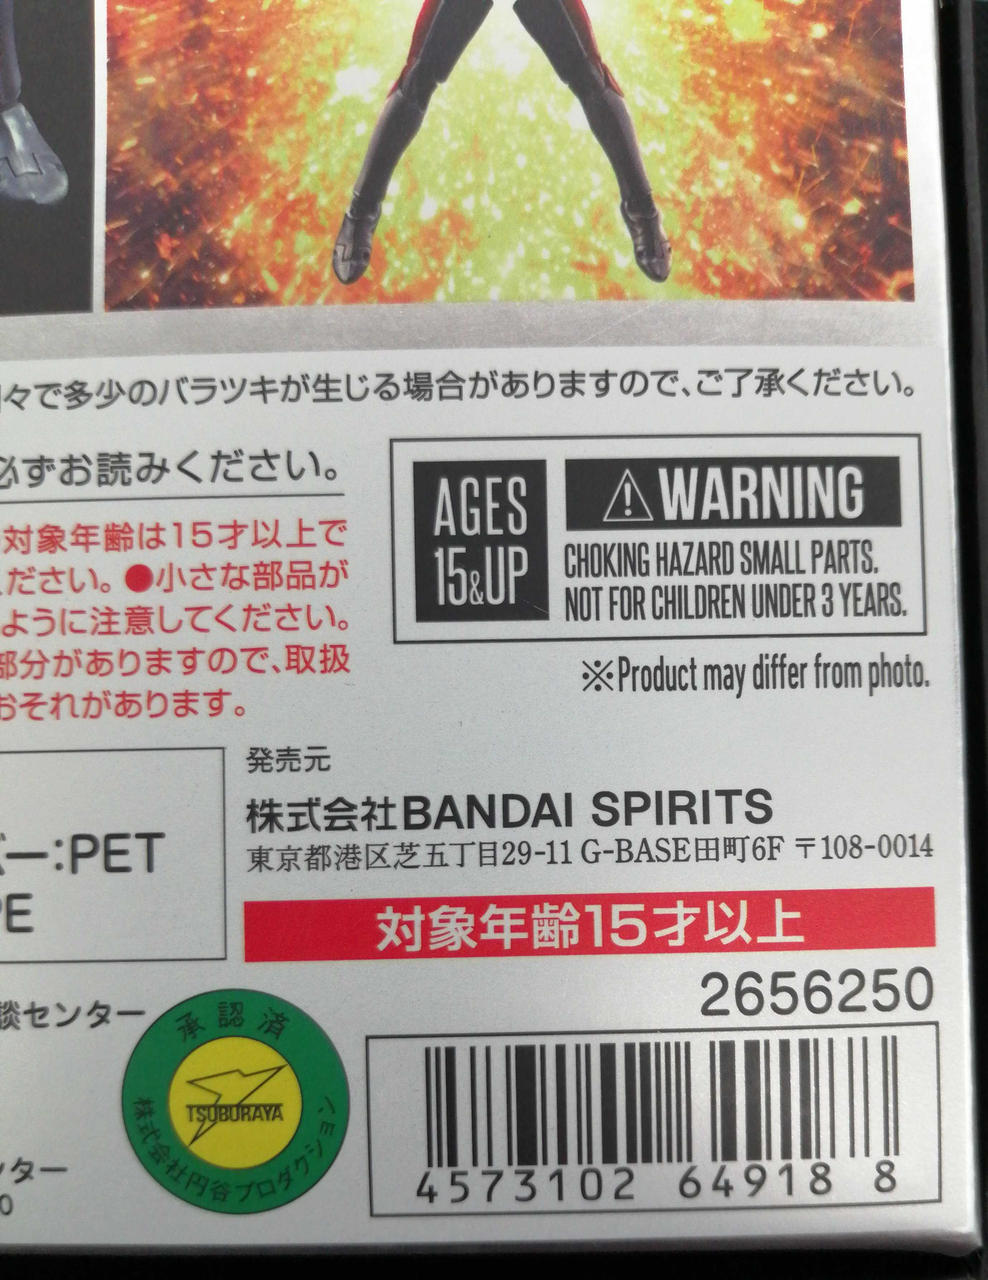 々で多少のバラツキが生じる場合がありますので、ご了承ください。
必ずお読みください。
対象年齢は15才以上で
ください。●小さな部品が
ように注意してください。
部分がありますので、取扱
おそれがあります。
AGES
15&UP
⚠WARNING
CHOKING HAZARD SMALL PARTS.
NOT FOR CHILDREN UNDER 3 YEARS.
※Product may differ from photo.
発売元
株式会社BANDAI SPIRITS
東京都港区芝五丁目29-11 G-BASE田町6F 〒108-0014
バー:PET
PE
対象年齢15才以上
2656250
談センター
ンター
0
承認済
TSUBURAYA
株式会社円谷プロダクション
4573102 64918 8